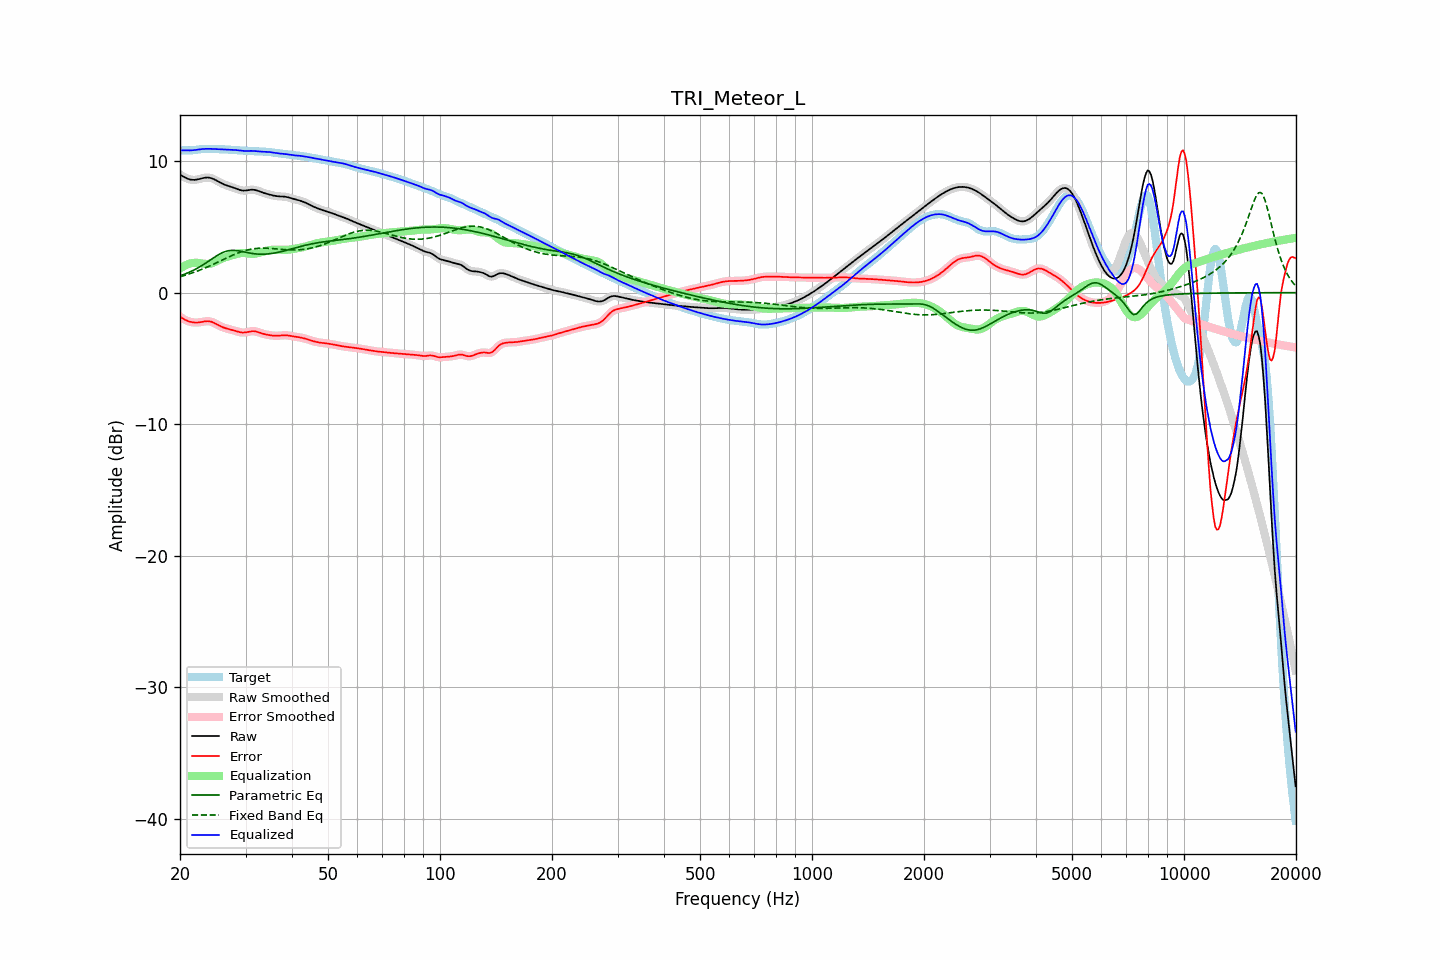 TRI_Meteor_L
Amplitude (dBr)
10
0
−10
−20
−30
−40
Target
Raw Smoothed
Error Smoothed
Raw
Error
Equalization
Parametric Eq
Fixed Band Eq
Equalized
20 50 100 200 500 1000 2000 5000 10000 20000
Frequency (Hz)